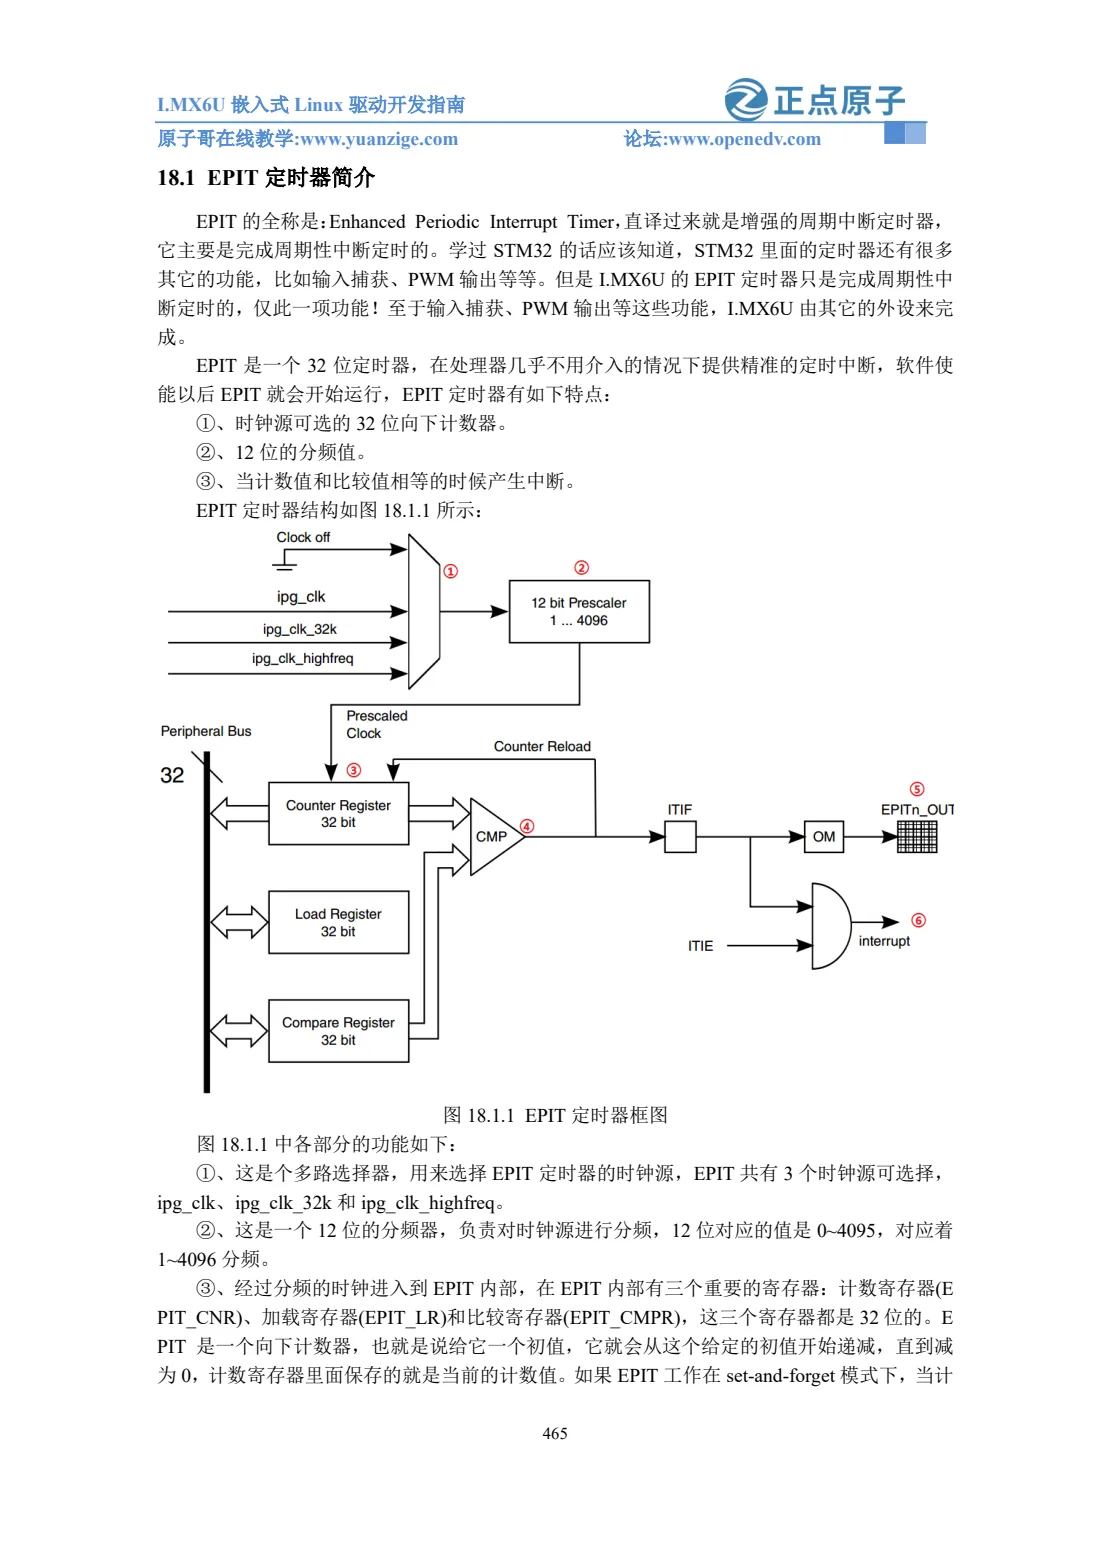 I.MX6U 嵌入式 Linux 驱动开发指南
正点原子
原子哥在线教学:www.yuanzige.com 论坛:www.openedv.com
18.1 EPIT 定时器简介
EPIT 的全称是：Enhanced Periodic Interrupt Timer，直译过来就是增强的周期中断定时器，
它主要是完成周期性中断定时的。学过 STM32 的话应该知道，STM32 里面的定时器还有很多
其它的功能，比如输入捕获、PWM 输出等等。但是 I.MX6U 的 EPIT 定时器只是完成周期性中
断定时的，仅此一项功能！至于输入捕获、PWM 输出等这些功能，I.MX6U 由其它的外设来完
成。
EPIT 是一个 32 位定时器，在处理器几乎不用介入的情况下提供精准的定时中断，软件使
能以后 EPIT 就会开始运行，EPIT 定时器有如下特点：
①、时钟源可选的 32 位向下计数器。
②、12 位的分频值。
③、当计数值和比较值相等的时候产生中断。
EPIT 定时器结构如图 18.1.1 所示：
Clock off
①
②
ipg_clk
12 bit Prescaler
1 ... 4096
ipg_clk_32k
ipg_clk_highfreq
Prescaled
Clock
Peripheral Bus
Counter Reload
32
③
⑤
Counter Register
32 bit
CMP
④
ITIF
OM
EPITn_OUT
Load Register
32 bit
⑥
ITIE
interrupt
Compare Register
32 bit
图 18.1.1 EPIT 定时器框图
图 18.1.1 中各部分的功能如下：
①、这是个多路选择器，用来选择 EPIT 定时器的时钟源，EPIT 共有 3 个时钟源可选择，
ipg_clk、ipg_clk_32k 和 ipg_clk_highfreq。
②、这是一个 12 位的分频器，负责对时钟源进行分频，12 位对应的值是 0~4095，对应着
1~4096 分频。
③、经过分频的时钟进入到 EPIT 内部，在 EPIT 内部有三个重要的寄存器：计数寄存器(E
PIT_CNR)、加载寄存器(EPIT_LR)和比较寄存器(EPIT_CMPR)，这三个寄存器都是 32 位的。E
PIT 是一个向下计数器，也就是说给它一个初值，它就会从这个给定的初值开始递减，直到减
为 0，计数寄存器里面保存的就是当前的计数值。如果 EPIT 工作在 set-and-forget 模式下，当计
465